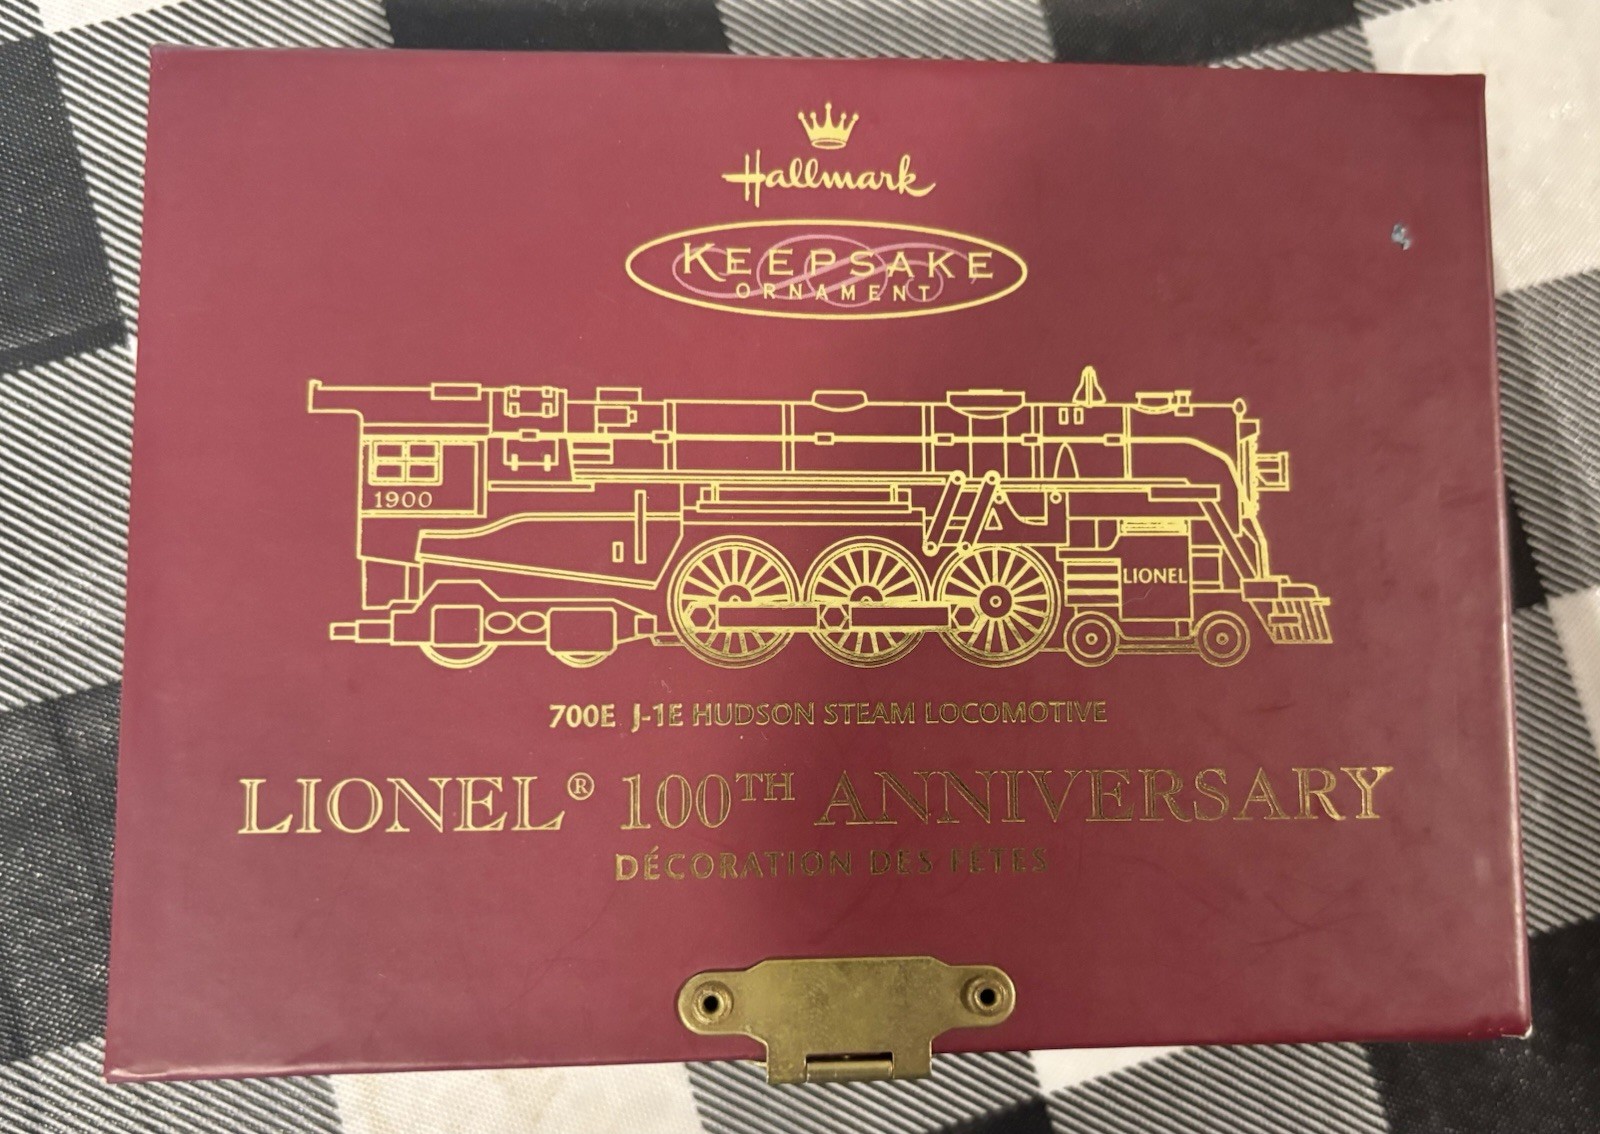 Hallmark
KEEPSAKE
ORNAMENT
1900
LIONEL
700E J-1E HUDSON STEAM LOCOMOTIVE
LIONEL® 100TH ANNIVERSARY
DÉCORATION DES FÊTES